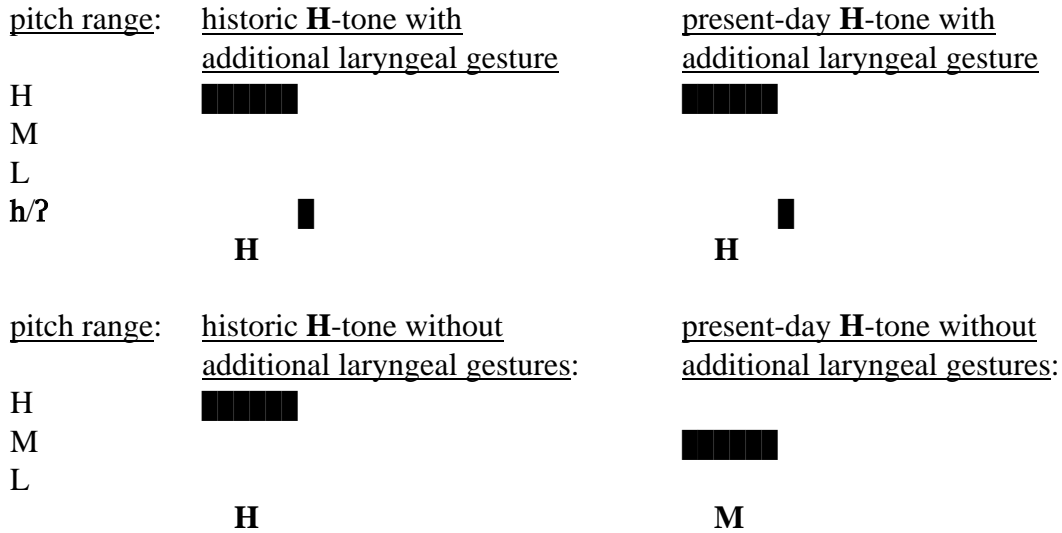 pitch range: historic H-tone with present-day H-tone with
additional laryngeal gesture additional laryngeal gesture
H
M
L
h/ʔ
H H
pitch range: historic H-tone without present-day H-tone without
additional laryngeal gestures: additional laryngeal gestures:
H
M
L
H M